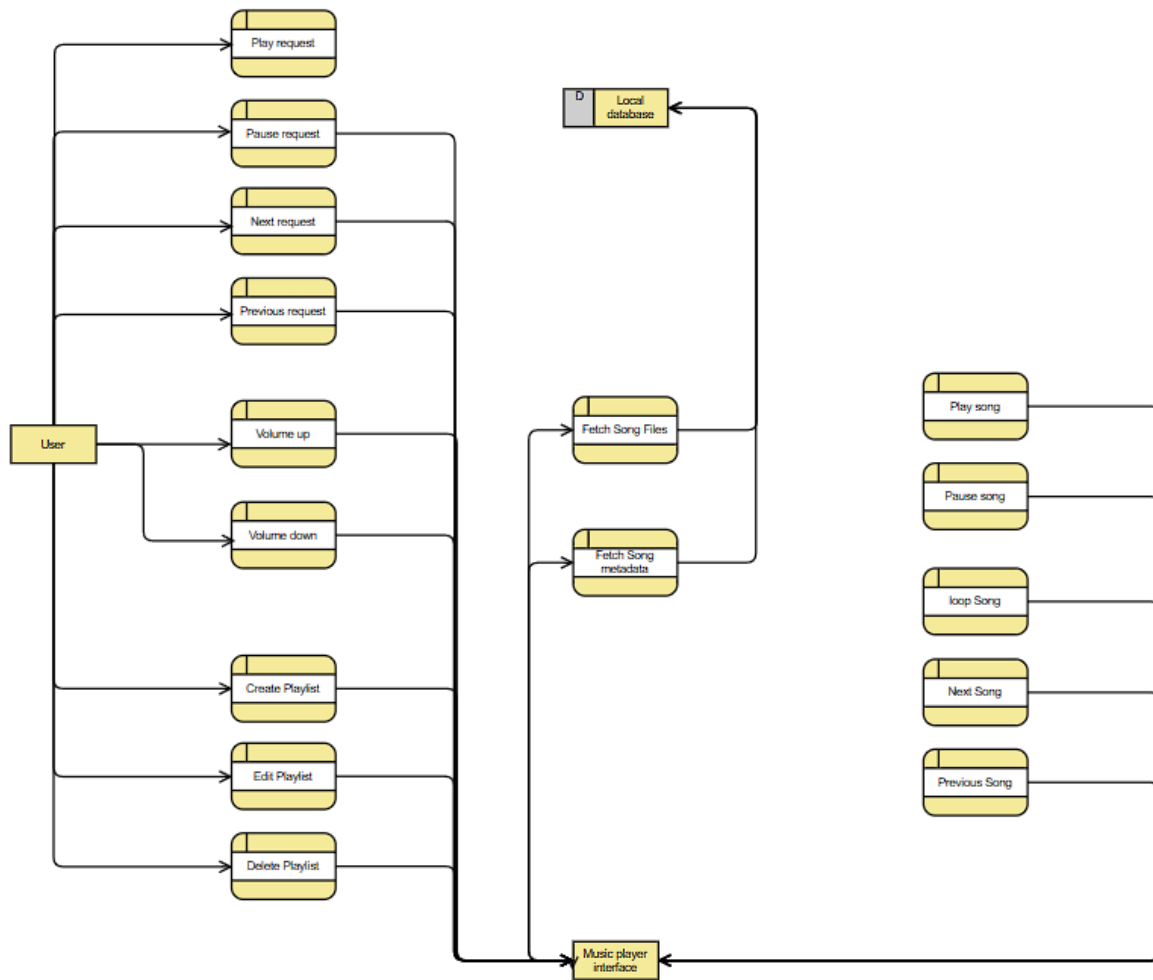 Play request
Pause request
Next request
Previous request
User
Volume up
Volume down
Create Playlist
Edit Playlist
Delete Playlist
D
Local
database
Fetch Song Files
Fetch Song
metadata
Music player
interface
Play song
Pause song
loop Song
Next Song
Previous Song